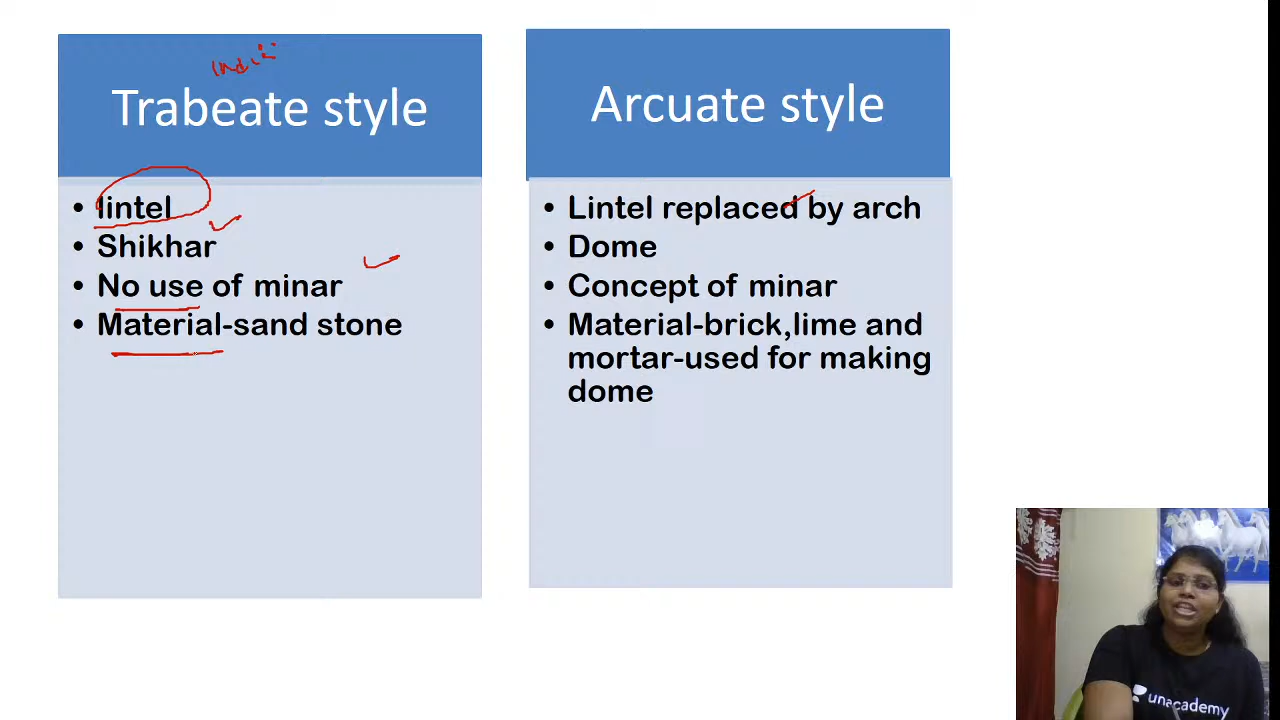 Trabeate style
• lintel
• Shikhar
• No use of minar
• Material-sand stone
Arcuate style
• Lintel replaced by arch
• Dome
• Concept of minar
• Material-brick,lime and
mortar-used for making
dome
unacademy